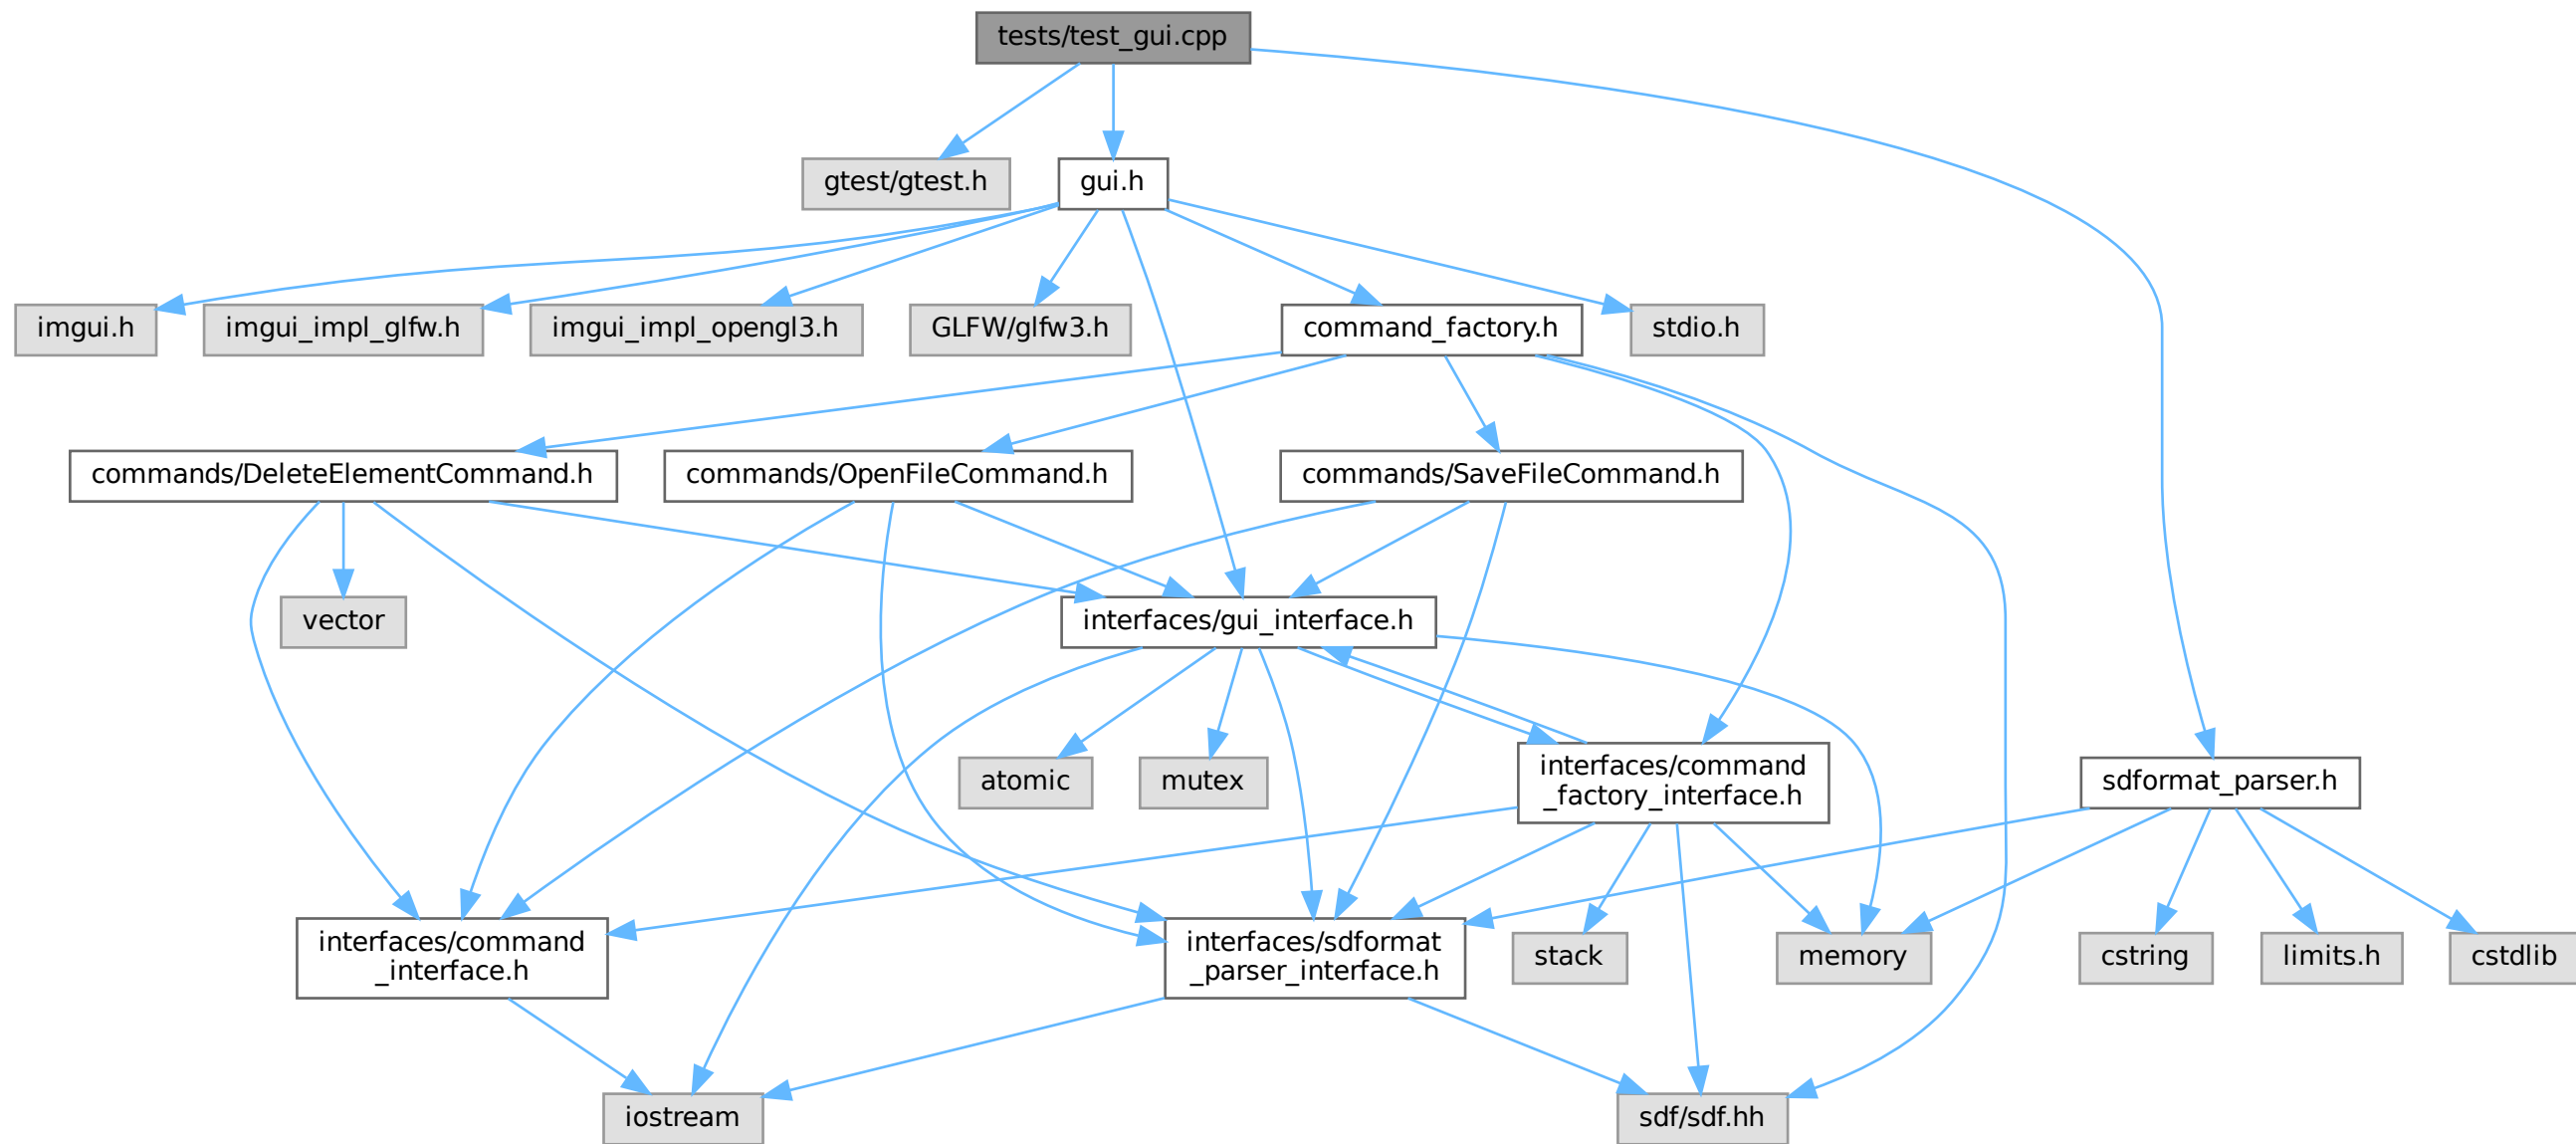 tests/test_gui.cpp
gtest/gtest.h
gui.h
imgui.h
imgui_impl_glfw.h
imgui_impl_opengl3.h
GLFW/glfw3.h
command_factory.h
stdio.h
commands/DeleteElementCommand.h
commands/OpenFileCommand.h
commands/SaveFileCommand.h
vector
interfaces/gui_interface.h
atomic
mutex
interfaces/command
_factory_interface.h
sdformat_parser.h
interfaces/command
_interface.h
interfaces/sdformat
_parser_interface.h
stack
memory
cstring
limits.h
cstdlib
iostream
sdf/sdf.hh